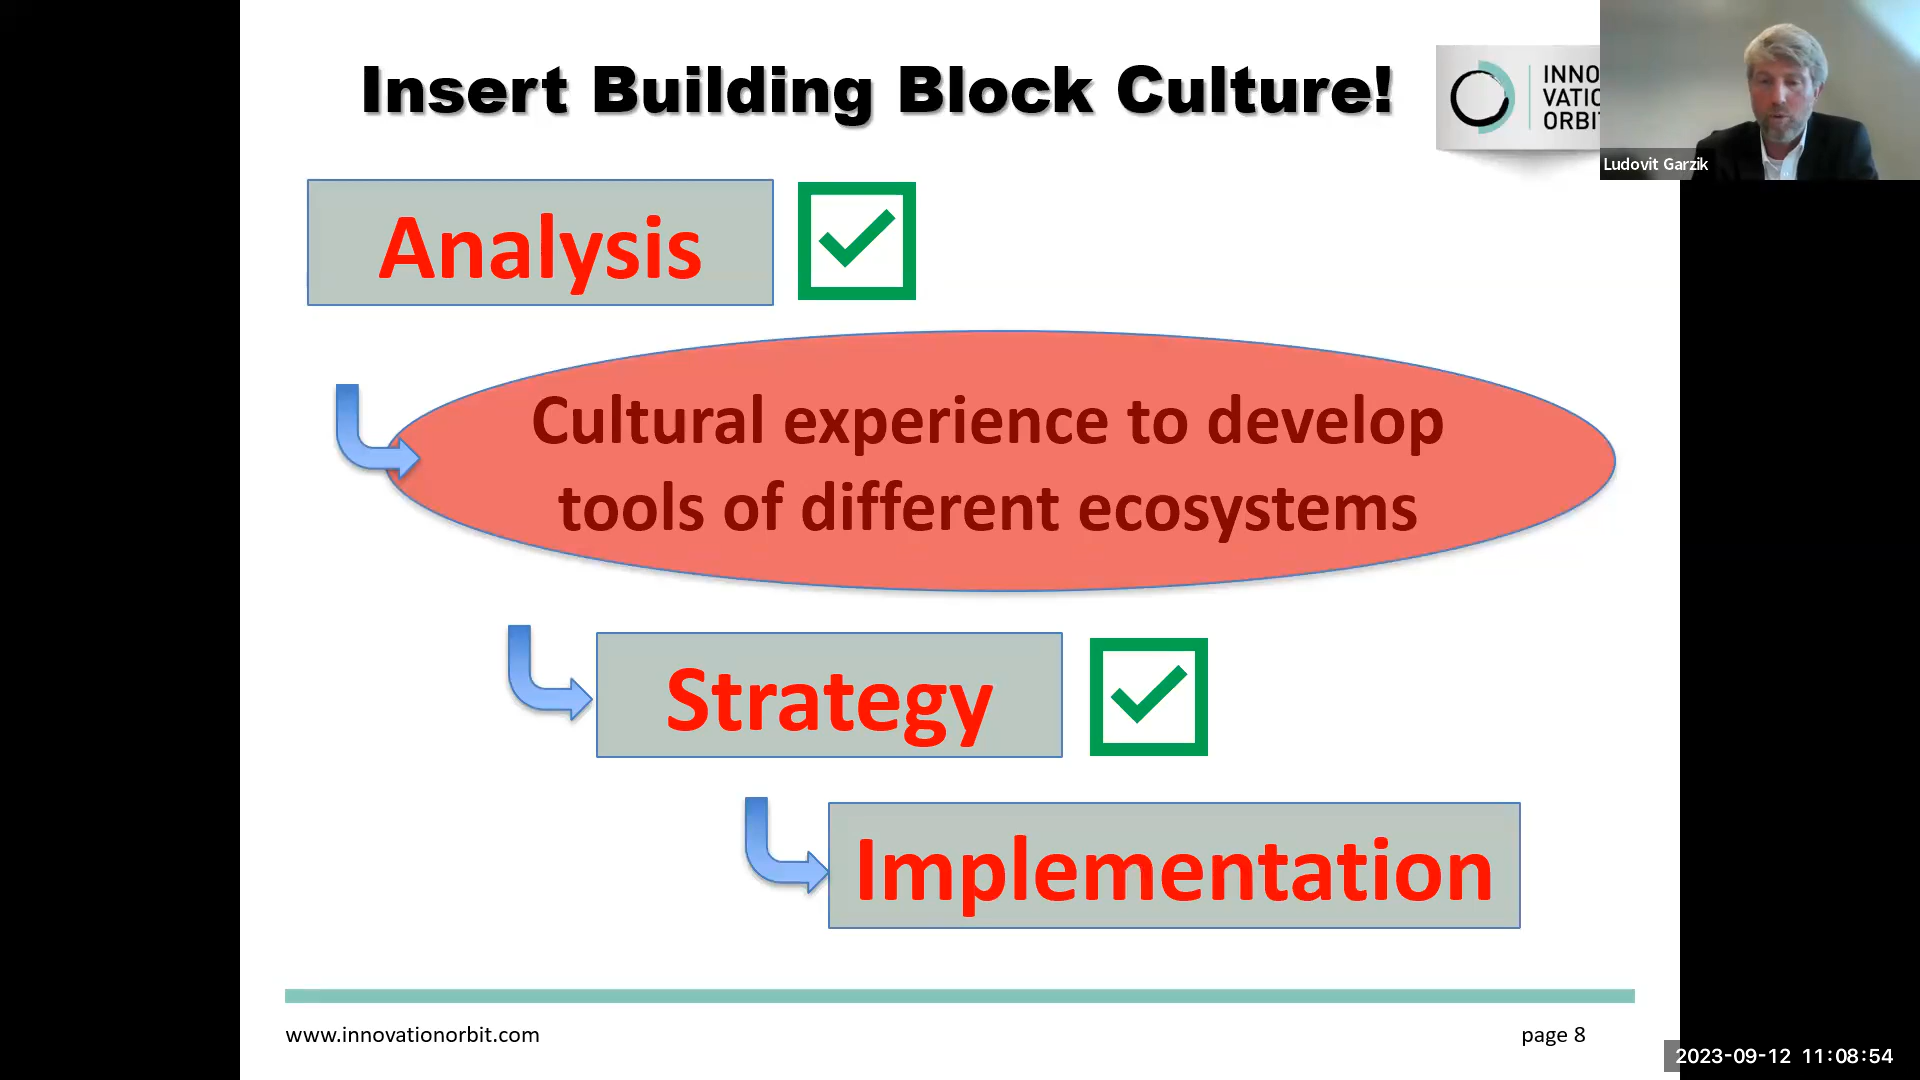 Insert Building Block Culture!
INNO
VATIO
ORBIT
Ludovit Garzik
Analysis
Cultural experience to develop
tools of different ecosystems
Strategy
Implementation
www.innovationorbit.com
page 8
2023-09-12 11:08:54